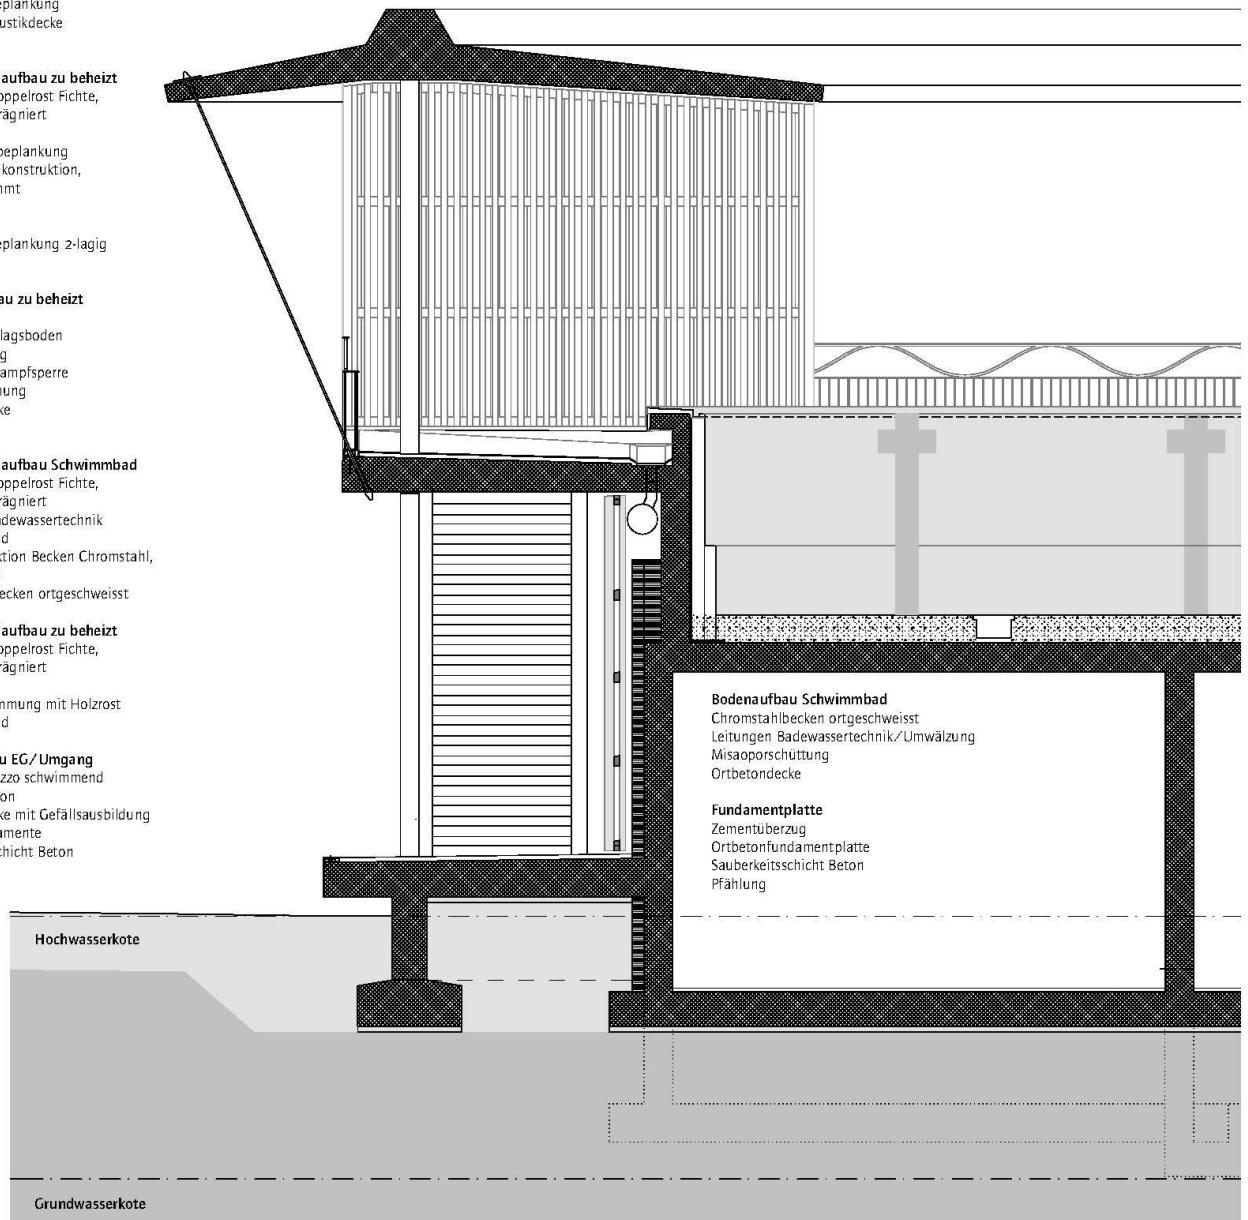 eplankung
ustikdecke
aufbau zu beheizt
oppelrost Fichte,
rägniert
beplankung
konstruktion,
mmt
eplankung 2-lagig
au zu beheizt
lagsboden
g
ampfsperre
nung
ke
aufbau Schwimmbad
oppelrost Fichte,
rägniert
adewassertechnik
d
ktion Becken Chromstahl,
ecken ortgeschweisst
aufbau zu beheizt
oppelrost Fichte,
rägniert
mmung mit Holzrost
d
u EG/Umgang
zzo schwimmend
on
ke mit Gefällsausbildung
amente
schicht Beton
Bodenaufbau Schwimmbad
Chromstahlbecken ortgeschweisst
Leitungen Badewassertechnik/Umwälzung
Misaoporschüttung
Ortbetondecke
Fundamentplatte
Zementüberzug
Ortbetonfundamentplatte
Sauberkeitsschicht Beton
Pfählung
Hochwasserkote
Grundwasserkote